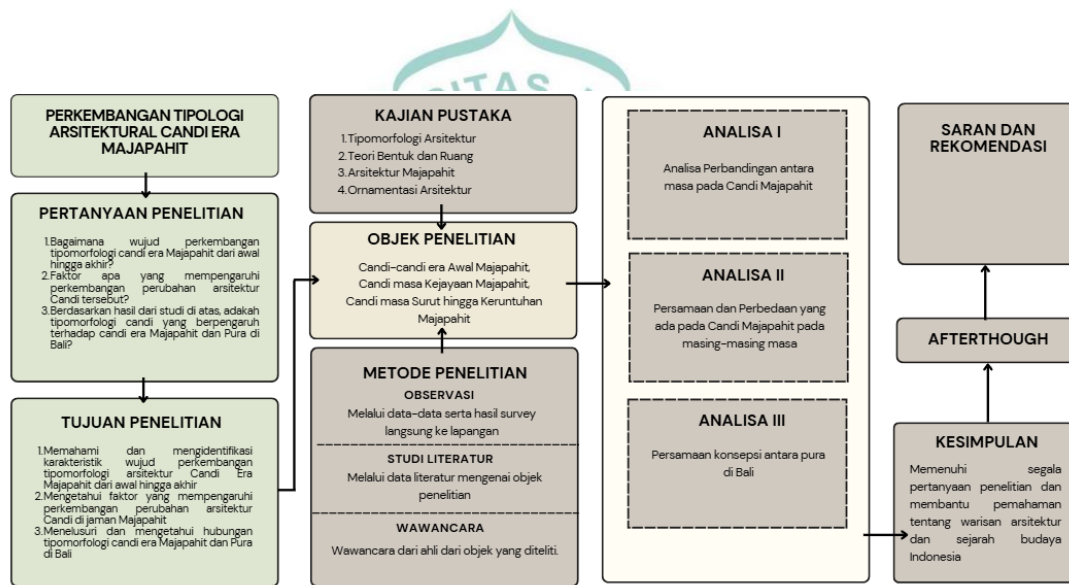 ITAS
PERKEMBANGAN TIPOLOGI
ARSITEKTURAL CANDI ERA
MAJAPAHIT
PERTANYAAN PENELITIAN
1.Bagaimana wujud perkembangan
tipomorfologi candi era Majapahit dari awal
hingga akhir?
2.Faktor apa yang mempengaruhi
perkembangan perubahan arsitektur
Candi tersebut?
3.Berdasarkan hasil dari studi di atas, adakah
tipomorfologi candi yang berpengaruh
terhadap candi era Majapahit dan Pura di
Bali?
TUJUAN PENELITIAN
1.Memahami dan mengidentifikasi
karakteristik wujud perkembangan
tipomorfologi arsitektur Candi Era
Majapahit dari awal hingga akhir
2.Mengetahui faktor yang mempengaruhi
perkembangan perubahan arsitektur
Candi di jaman Majapahit
3.Menelusuri dan mengetahui hubungan
tipomorfologi candi era Majapahit dan Pura
di Bali
KAJIAN PUSTAKA
1.Tipomorfologi Arsitektur
2.Teori Bentuk dan Ruang
3.Arsitektur Majapahit
4.Ornamentasi Arsitektur
OBJEK PENELITIAN
Candi-candi era Awal Majapahit,
Candi masa Kejayaan Majapahit,
Candi masa Surut hingga Keruntuhan
Majapahit
METODE PENELITIAN
OBSERVASI
Melalui data-data serta hasil survey
langsung ke lapangan
STUDI LITERATUR
Melalui data literatur mengenai objek
penelitian
WAWANCARA
Wawancara dari ahli dari objek yang diteliti.
ANALISA I
Analisa Perbandingan antara
masa pada Candi Majapahit
ANALISA II
Persamaan dan Perbedaan yang
ada pada Candi Majapahit pada
masing-masing masa
ANALISA III
Persamaan konsepsi antara pura
di Bali
SARAN DAN
REKOMENDASI
AFTERTHOUGH
KESIMPULAN
Memenuhi segala
pertanyaan penelitian dan
membantu pemahaman
tentang warisan arsitektur
dan sejarah budaya
Indonesia